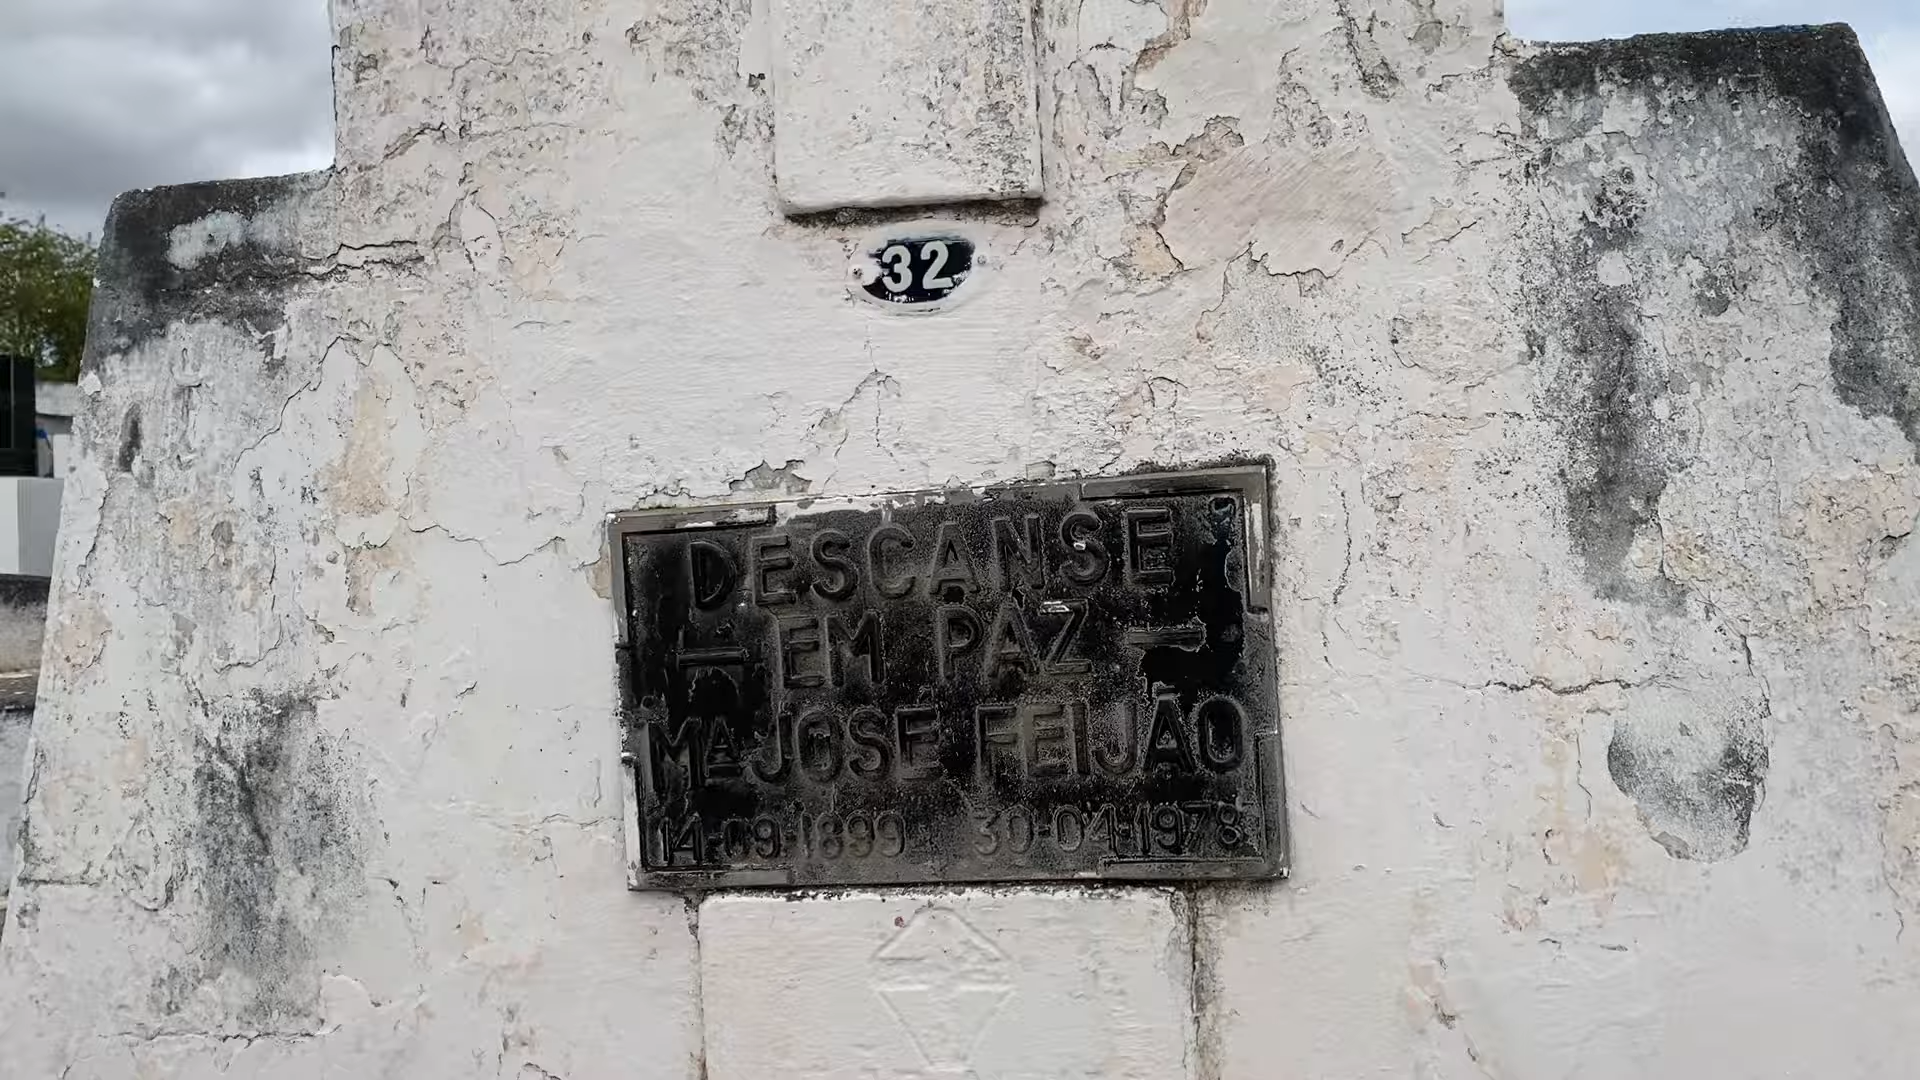 32
DESCANSE
— EM PAZ —
Mª JOSÉ FEIJÃO
14-09-1899 30-04-1978